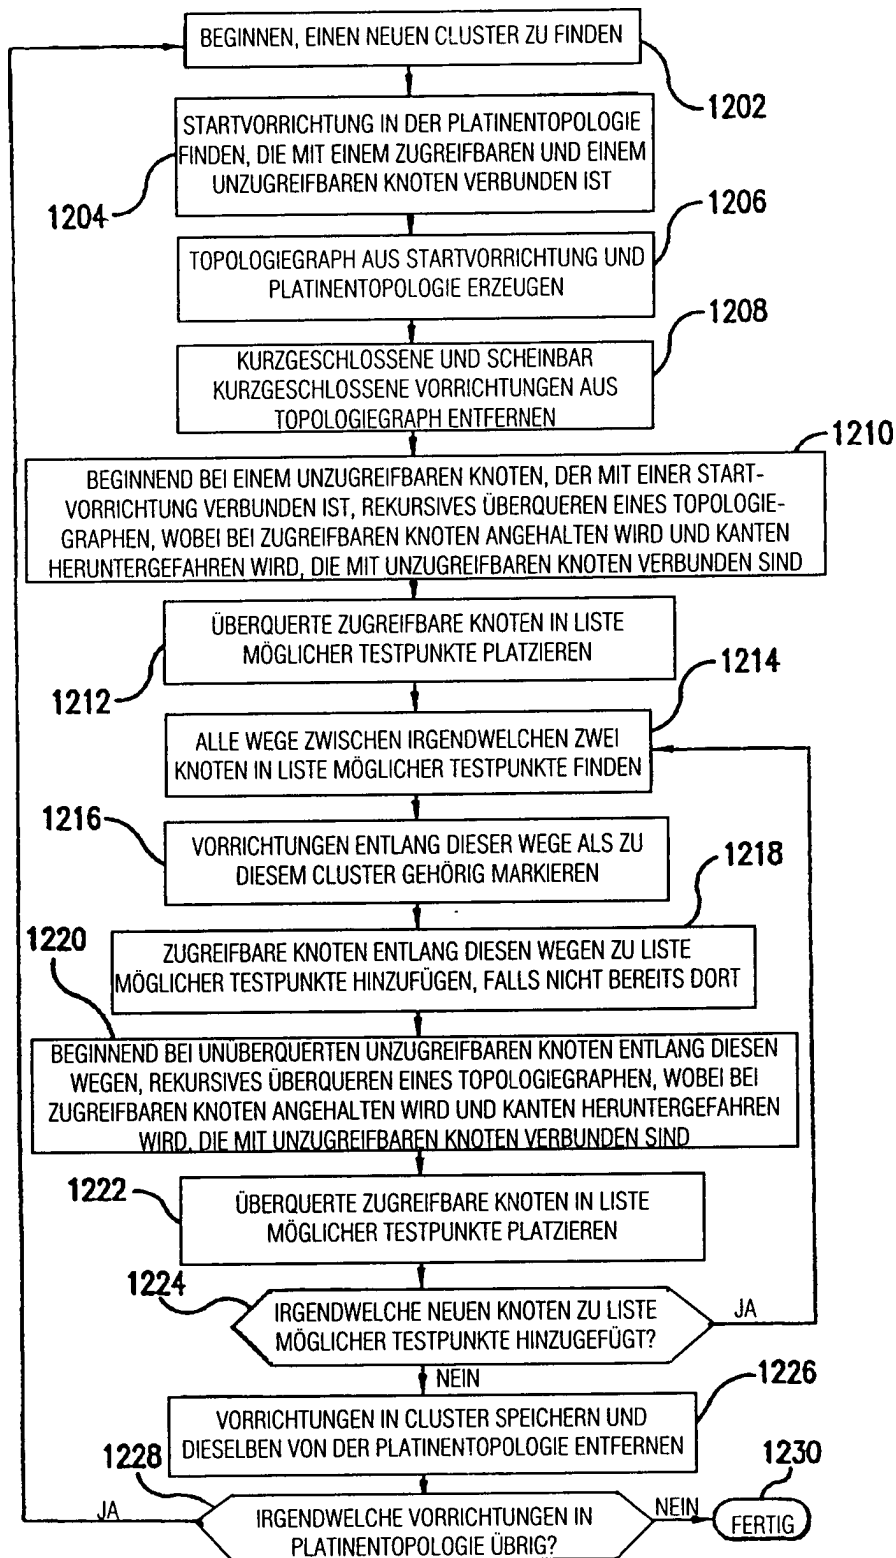 BEGINNEN, EINEN NEUEN CLUSTER ZU FINDEN
1202
STARTVORRICHTUNG IN DER PLATINENTOPOLOGIE
FINDEN, DIE MIT EINEM ZUGREIFBAREN UND EINEM
UNZUGREIFBAREN KNOTEN VERBUNDEN IST
1204
1206
TOPOLOGIEGRAPH AUS STARTVORRICHTUNG UND
PLATINENTOPOLOGIE ERZEUGEN
1208
KURZGESCHLOSSENE UND SCHEINBAR
KURZGESCHLOSSENE VORRICHTUNGEN AUS
TOPOLOGIEGRAPH ENTFERNEN
1210
BEGINNEND BEI EINEM UNZUGREIFBAREN KNOTEN, DER MIT EINER START-
VORRICHTUNG VERBUNDEN IST, REKURSIVES ÜBERQUEREN EINES TOPOLOGIE-
GRAPHEN, WOBEI BEI ZUGREIFBAREN KNOTEN ANGEHALTEN WIRD UND KANTEN
HERUNTERGEFAHREN WIRD, DIE MIT UNZUGREIFBAREN KNOTEN VERBUNDEN SIND
ÜBERQUERTE ZUGREIFBARE KNOTEN IN LISTE
MÖGLICHER TESTPUNKTE PLATZIEREN
1212
1214
ALLE WEGE ZWISCHEN IRGENDWELCHEN ZWEI
KNOTEN IN LISTE MÖGLICHER TESTPUNKTE FINDEN
1216
VORRICHTUNGEN ENTLANG DIESER WEGE ALS ZU
DIESEM CLUSTER GEHÖRIG MARKIEREN
1218
1220
ZUGREIFBARE KNOTEN ENTLANG DIESEN WEGEN ZU LISTE
MÖGLICHER TESTPUNKTE HINZUFÜGEN, FALLS NICHT BEREITS DORT
BEGINNEND BEI UNÜBERQUERTEN UNZUGREIFBAREN KNOTEN ENTLANG DIESEN
WEGEN, REKURSIVES ÜBERQUEREN EINES TOPOLOGIEGRAPHEN, WOBEI BEI
ZUGREIFBAREN KNOTEN ANGEHALTEN WIRD UND KANTEN HERUNTERGEFAHREN
WIRD, DIE MIT UNZUGREIFBAREN KNOTEN VERBUNDEN SIND
1222
ÜBERQUERTE ZUGREIFBARE KNOTEN IN LISTE
MÖGLICHER TESTPUNKTE PLATZIEREN
1224
IRGENDWELCHE NEUEN KNOTEN ZU LISTE
MÖGLICHER TESTPUNKTE HINZUGEFÜGT?
JA
NEIN
1226
VORRICHTUNGEN IN CLUSTER SPEICHERN UND
DIESELBEN VON DER PLATINENTOPOLOGIE ENTFERNEN
1228
1230
JA
IRGENDWELCHE VORRICHTUNGEN IN
PLATINENTOPOLOGIE ÜBRIG?
NEIN
FERTIG